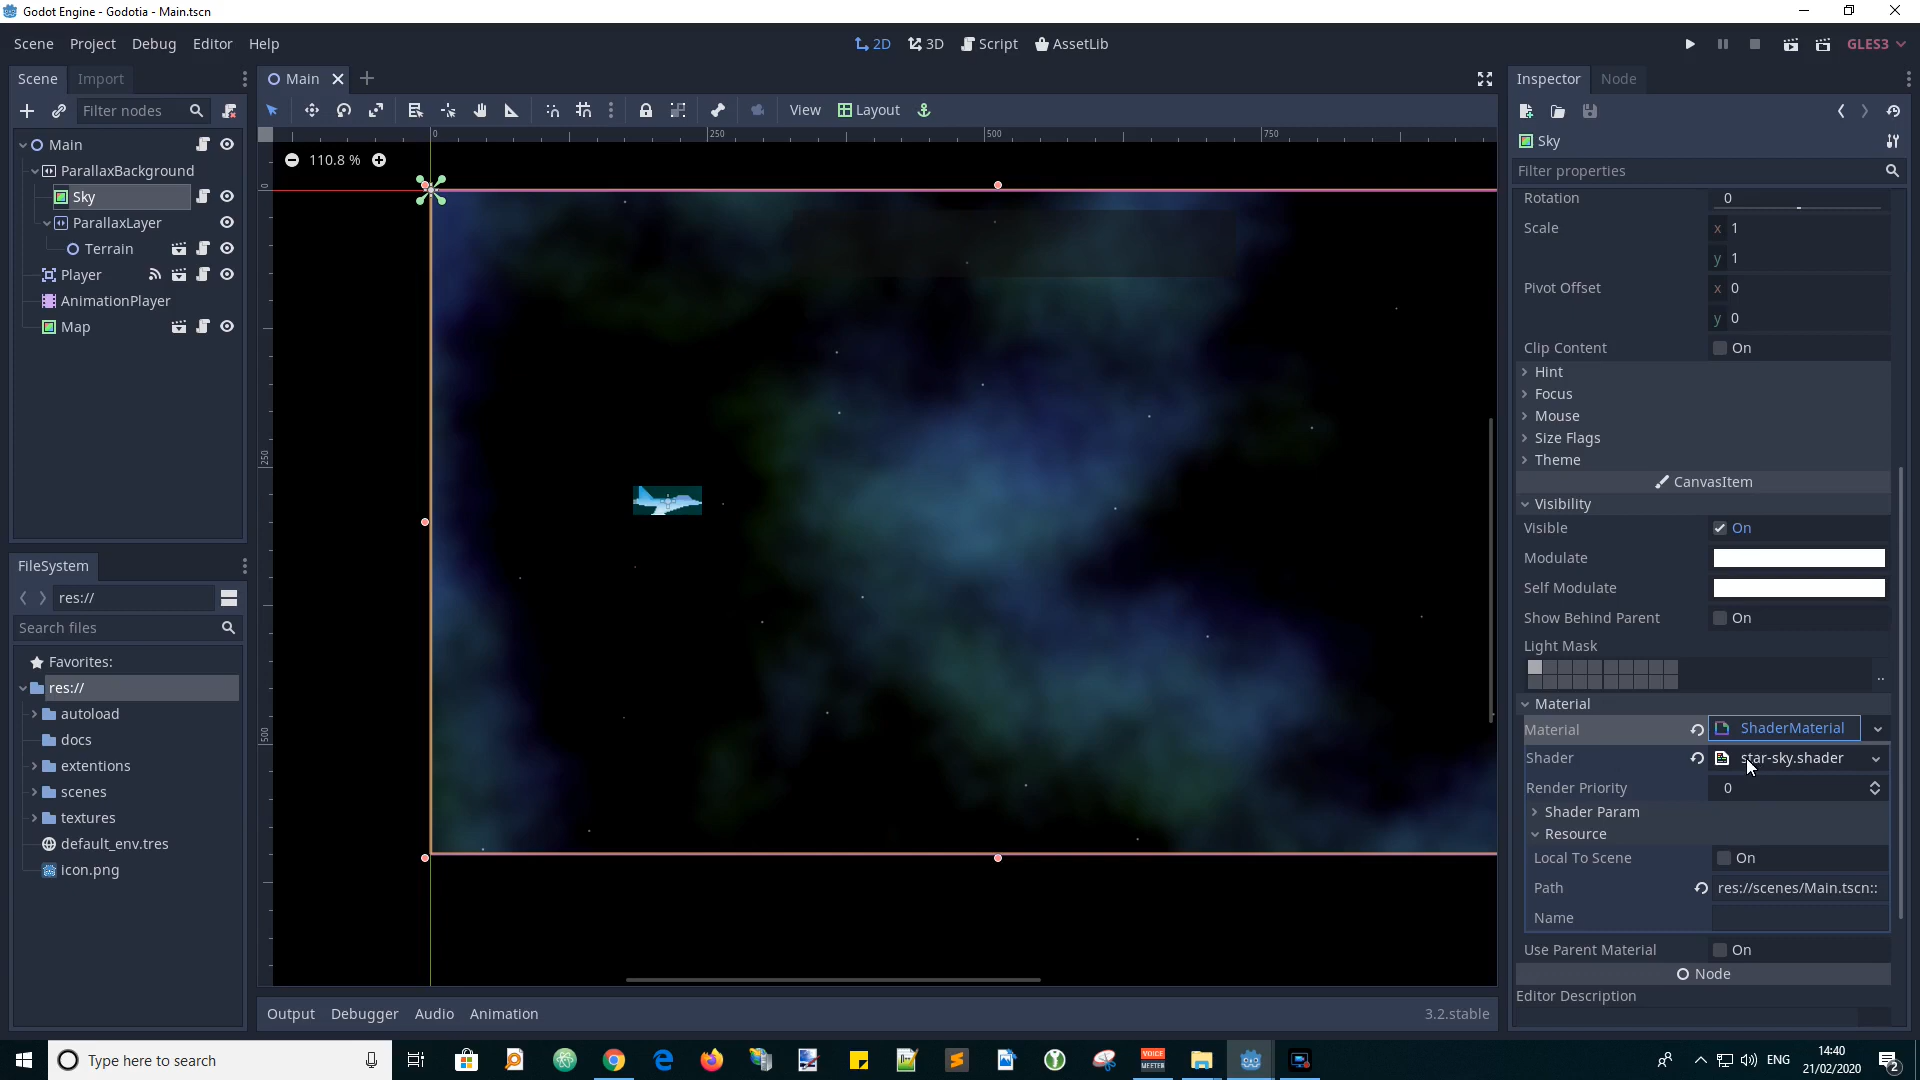 Godot Engine - Godotia - Main.tscn
Scene Project Debug Editor Help
2D 3D Script AssetLib
GLES3
Scene Import
Filter nodes
Main
ParallaxBackground
Sky
ParallaxLayer
Terrain
Player
AnimationPlayer
Map
FileSystem
res://
Search files
Favorites:
res://
autoload
docs
extentions
scenes
textures
default_env.tres
icon.png
Main
View Layout
0 250 500 750
110.8 %
0
250
500
Output Debugger Audio Animation 3.2.stable
Inspector Node
Sky
Filter properties
Rotation 0
Scale x 1
y 1
Pivot Offset x 0
y 0
Clip Content On
Hint
Focus
Mouse
Size Flags
Theme
CanvasItem
Visibility
Visible On
Modulate
Self Modulate
Show Behind Parent On
Light Mask
..
Material
Material ShaderMaterial
Shader star-sky.shader
Render Priority 0
Shader Param
Resource
Local To Scene On
Path res://scenes/Main.tscn::
Name
Use Parent Material On
Node
Editor Description
Type here to search
VOICE MEETER
ENG
14:40
21/02/2020
2